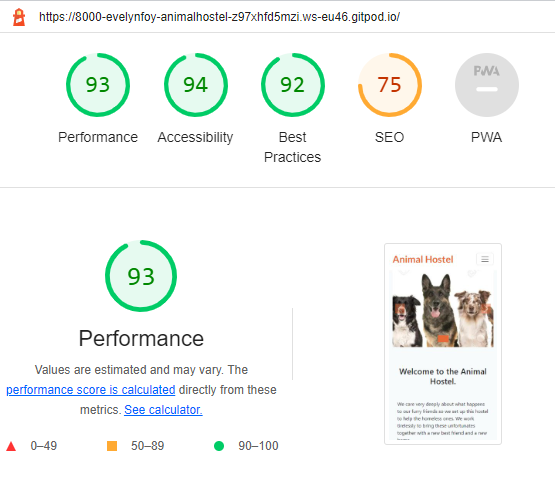 https://8000-evelynfoy-animalhostel-z97xhfd5mzi.ws-eu46.gitpod.io/
93
94
92
75
PWA
Performance
Accessibility
Best
Practices
SEO
PWA
93
Performance
Values are estimated and may vary. The
performance score is calculated directly from these
metrics. See calculator.
0–49
50–89
90–100
Animal Hostel
Welcome to the Animal
Hostel.
We care very deeply about what happens
to our furry friends so we set up this hostel
to help the homeless ones. We work
tirelessly to bring these unfortunates
together with a new best friend and a new